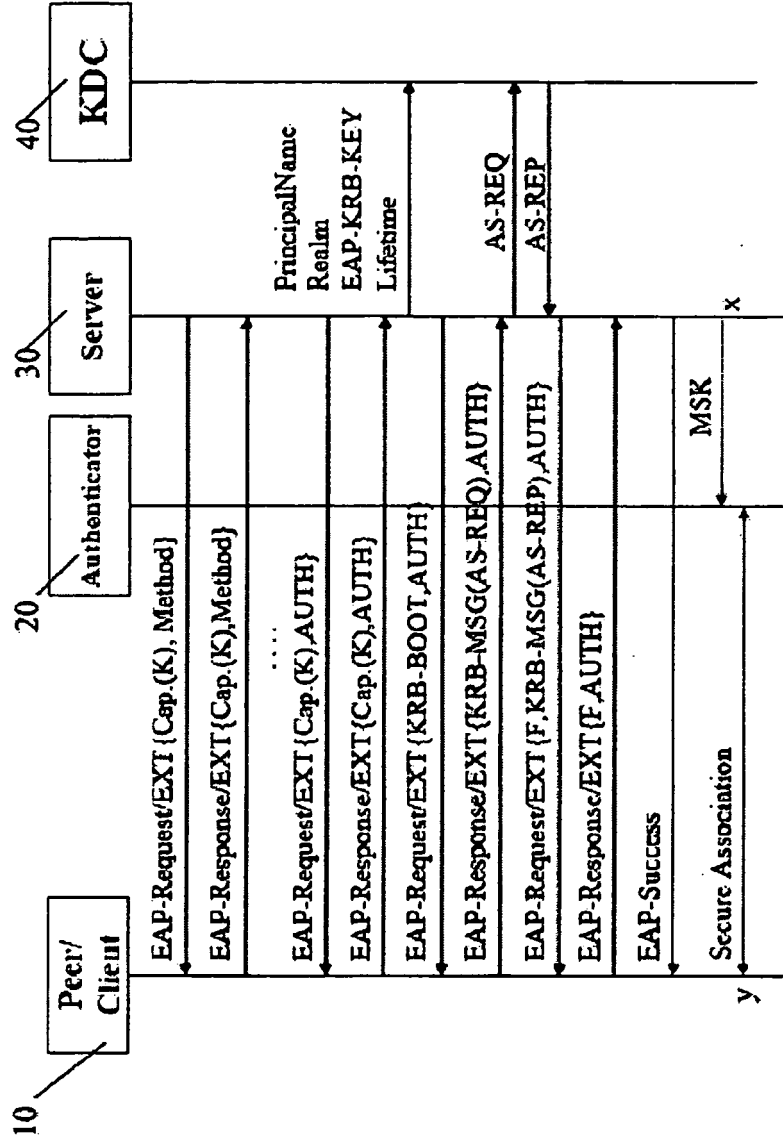 10
Peer/
Client
20
Authenticator
30
Server
40
KDC
EAP-Request/EXT{Cap.(K), Method}
EAP-Response/EXT{Cap.(K),Method}
....
EAP-Request/EXT{Cap.(K),AUTH}
EAP-Response/EXT{Cap.(K),AUTH}
PrincipalName
Realm
EAP-KRB-KEY
Lifetime
EAP-Request/EXT{KRB-BOOT,AUTH}
EAP-Response/EXT{KRB-MSG(AS-REQ),AUTH}
AS-REQ
AS-REP
EAP-Request/EXT{F,KRB-MSG(AS-REP),AUTH}
EAP-Response/EXT{F,AUTH}
EAP-Success
MSK
Secure Association
y
x